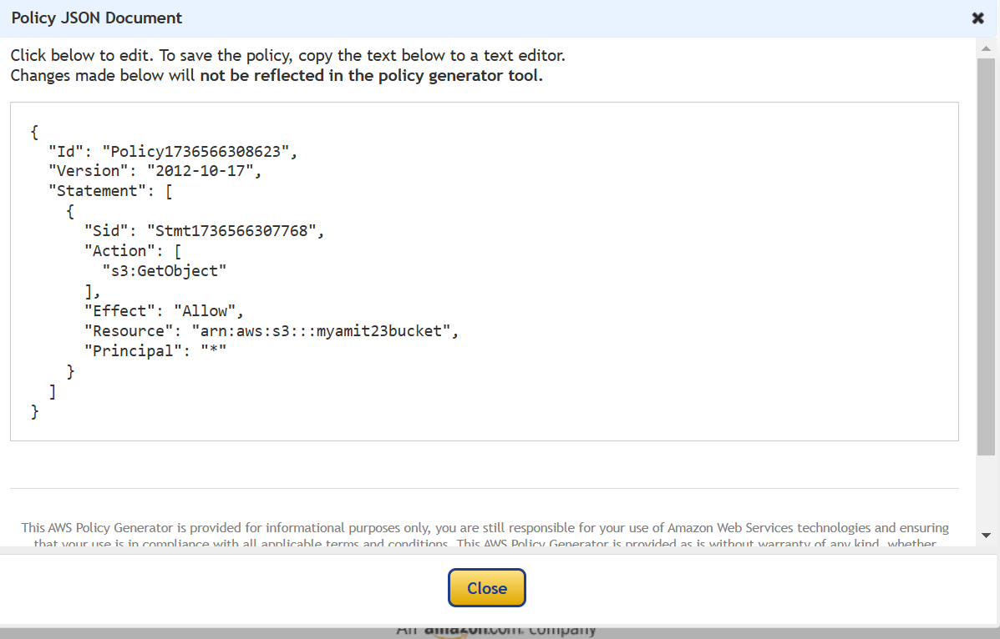 Policy JSON Document
Click below to edit. To save the policy, copy the text below to a text editor.
Changes made below will not be reflected in the policy generator tool.
{
"Id": "Policy1736566308623",
"Version": "2012-10-17",
"Statement": [
{
"Sid": "Stmt1736566307768",
"Action": [
"s3:GetObject"
],
"Effect": "Allow",
"Resource": "arn:aws:s3:::myamit23bucket",
"Principal": "*"
}
]
}
This AWS Policy Generator is provided for informational purposes only, you are still responsible for your use of Amazon Web Services technologies and ensuring
that your use is in compliance with all applicable terms and conditions. This AWS Policy Generator is provided as is without warranty of any kind, whether
Close
An amazon.com. company